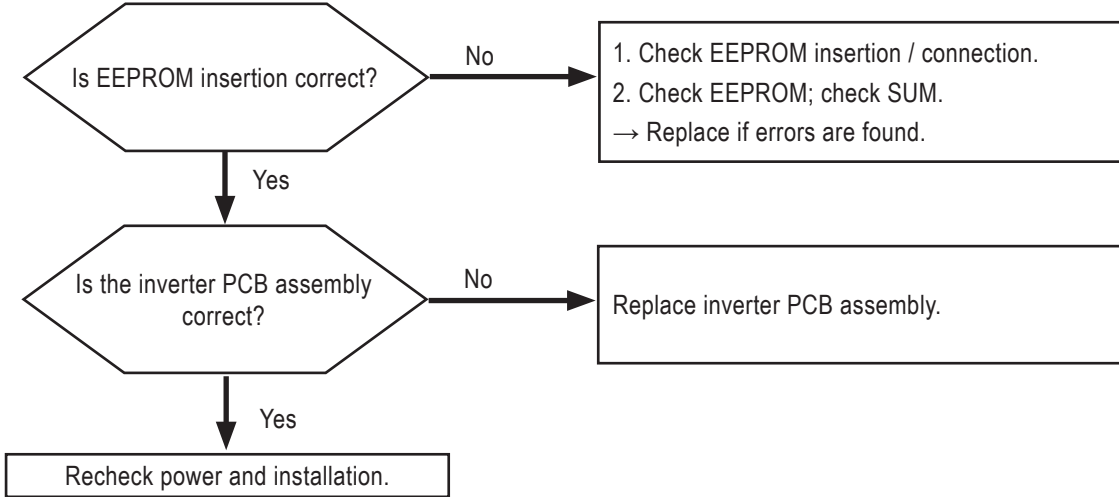 Is EEPROM insertion correct?
No
1. Check EEPROM insertion / connection.
2. Check EEPROM; check SUM.
→ Replace if errors are found.
Yes
Is the inverter PCB assembly
correct?
No
Replace inverter PCB assembly.
Yes
Recheck power and installation.